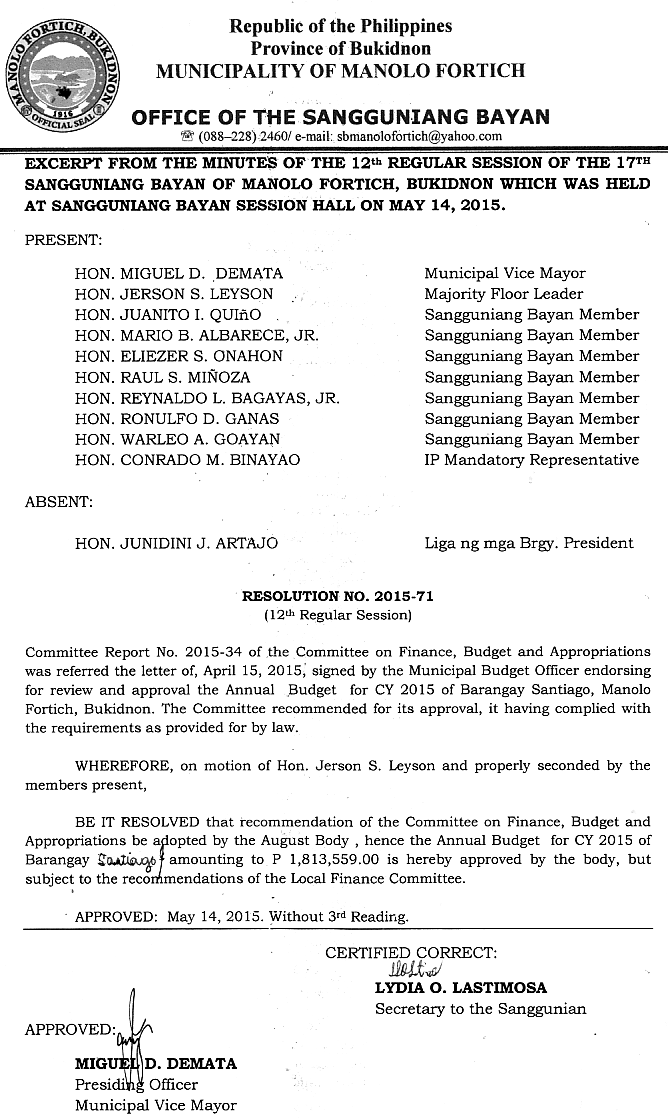 MANOLO FORTICH, BUKIDNON
1916
OFFICIAL SEAL
Republic of the Philippines
Province of Bukidnon
MUNICIPALITY OF MANOLO FORTICH
OFFICE OF THE SANGGUNIANG BAYAN
☏ (088–228) 2460/ e-mail: sbmanolofortich@yahoo.com
EXCERPT FROM THE MINUTES OF THE 12th REGULAR SESSION OF THE 17TH
SANGGUNIANG BAYAN OF MANOLO FORTICH, BUKIDNON WHICH WAS HELD
AT SANGGUNIANG BAYAN SESSION HALL ON MAY 14, 2015.
PRESENT:
HON. MIGUEL D. DEMATA Municipal Vice Mayor
HON. JERSON S. LEYSON Majority Floor Leader
HON. JUANITO I. QUIñO Sangguniang Bayan Member
HON. MARIO B. ALBARECE, JR. Sangguniang Bayan Member
HON. ELIEZER S. ONAHON Sangguniang Bayan Member
HON. RAUL S. MIÑOZA Sangguniang Bayan Member
HON. REYNALDO L. BAGAYAS, JR. Sangguniang Bayan Member
HON. RONULFO D. GANAS Sangguniang Bayan Member
HON. WARLEO A. GOAYAN Sangguniang Bayan Member
HON. CONRADO M. BINAYAO IP Mandatory Representative
ABSENT:
HON. JUNIDINI J. ARTAJO Liga ng mga Brgy. President
RESOLUTION NO. 2015-71
(12th Regular Session)
Committee Report No. 2015-34 of the Committee on Finance, Budget and Appropriations
was referred the letter of, April 15, 2015, signed by the Municipal Budget Officer endorsing
for review and approval the Annual Budget for CY 2015 of Barangay Santiago, Manolo
Fortich, Bukidnon. The Committee recommended for its approval, it having complied with
the requirements as provided for by law.
WHEREFORE, on motion of Hon. Jerson S. Leyson and properly seconded by the
members present,
BE IT RESOLVED that recommendation of the Committee on Finance, Budget and
Appropriations be adopted by the August Body , hence the Annual Budget for CY 2015 of
Barangay Santiago amounting to P 1,813,559.00 is hereby approved by the body, but
subject to the recommendations of the Local Finance Committee.
APPROVED: May 14, 2015. Without 3rd Reading.
CERTIFIED CORRECT:
LYDIA O. LASTIMOSA
Secretary to the Sanggunian
APPROVED:
MIGUEL D. DEMATA
Presiding Officer
Municipal Vice Mayor